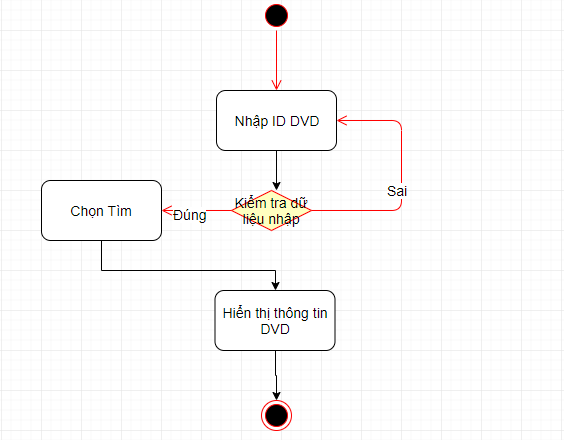 Nhập ID DVD
Sai
Kiểm tra dữ
liệu nhập
Đúng
Chọn Tìm
Hiển thị thông tin
DVD